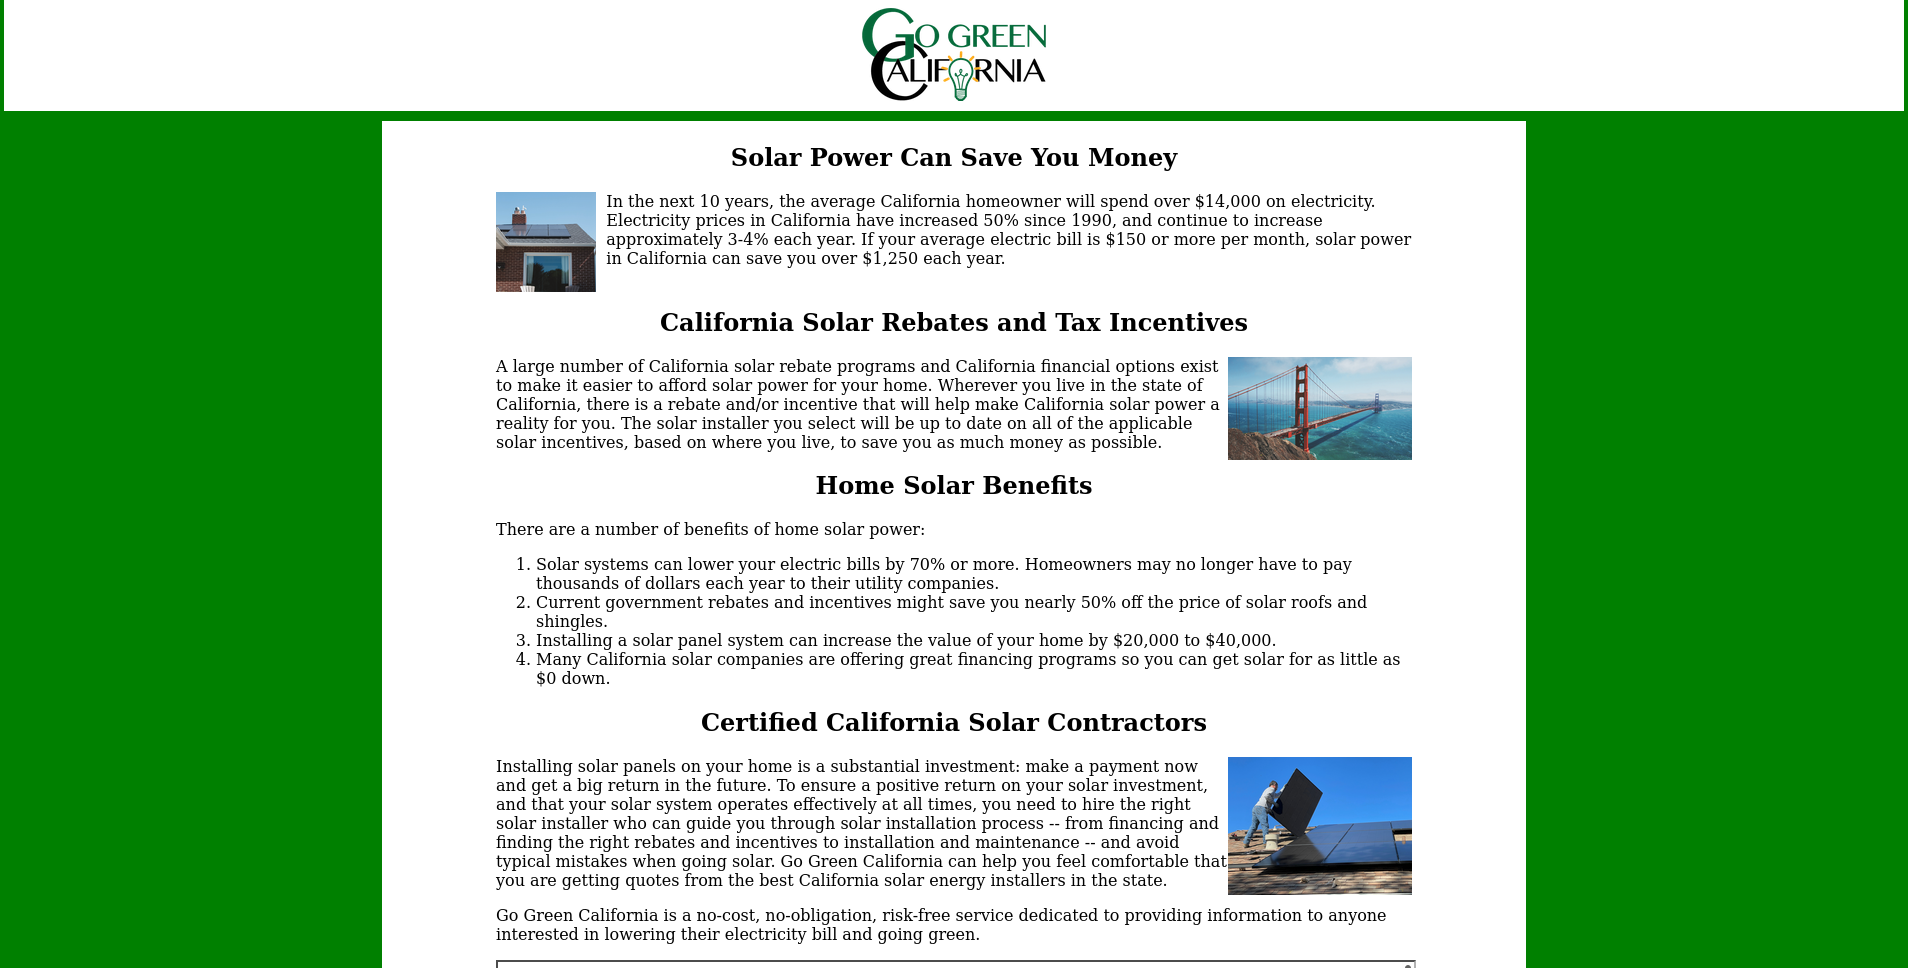 GO GREEN
CALIFORNIA
Solar Power Can Save You Money
In the next 10 years, the average California homeowner will spend over $14,000 on electricity.
Electricity prices in California have increased 50% since 1990, and continue to increase
approximately 3-4% each year. If your average electric bill is $150 or more per month, solar power
in California can save you over $1,250 each year.
California Solar Rebates and Tax Incentives
A large number of California solar rebate programs and California financial options exist
to make it easier to afford solar power for your home. Wherever you live in the state of
California, there is a rebate and/or incentive that will help make California solar power a
reality for you. The solar installer you select will be up to date on all of the applicable
solar incentives, based on where you live, to save you as much money as possible.
Home Solar Benefits
There are a number of benefits of home solar power:
1. Solar systems can lower your electric bills by 70% or more. Homeowners may no longer have to pay
thousands of dollars each year to their utility companies.
2. Current government rebates and incentives might save you nearly 50% off the price of solar roofs and
shingles.
3. Installing a solar panel system can increase the value of your home by $20,000 to $40,000.
4. Many California solar companies are offering great financing programs so you can get solar for as little as
$0 down.
Certified California Solar Contractors
Installing solar panels on your home is a substantial investment: make a payment now
and get a big return in the future. To ensure a positive return on your solar investment,
and that your solar system operates effectively at all times, you need to hire the right
solar installer who can guide you through solar installation process -- from financing and
finding the right rebates and incentives to installation and maintenance -- and avoid
typical mistakes when going solar. Go Green California can help you feel comfortable that
you are getting quotes from the best California solar energy installers in the state.
Go Green California is a no-cost, no-obligation, risk-free service dedicated to providing information to anyone
interested in lowering their electricity bill and going green.